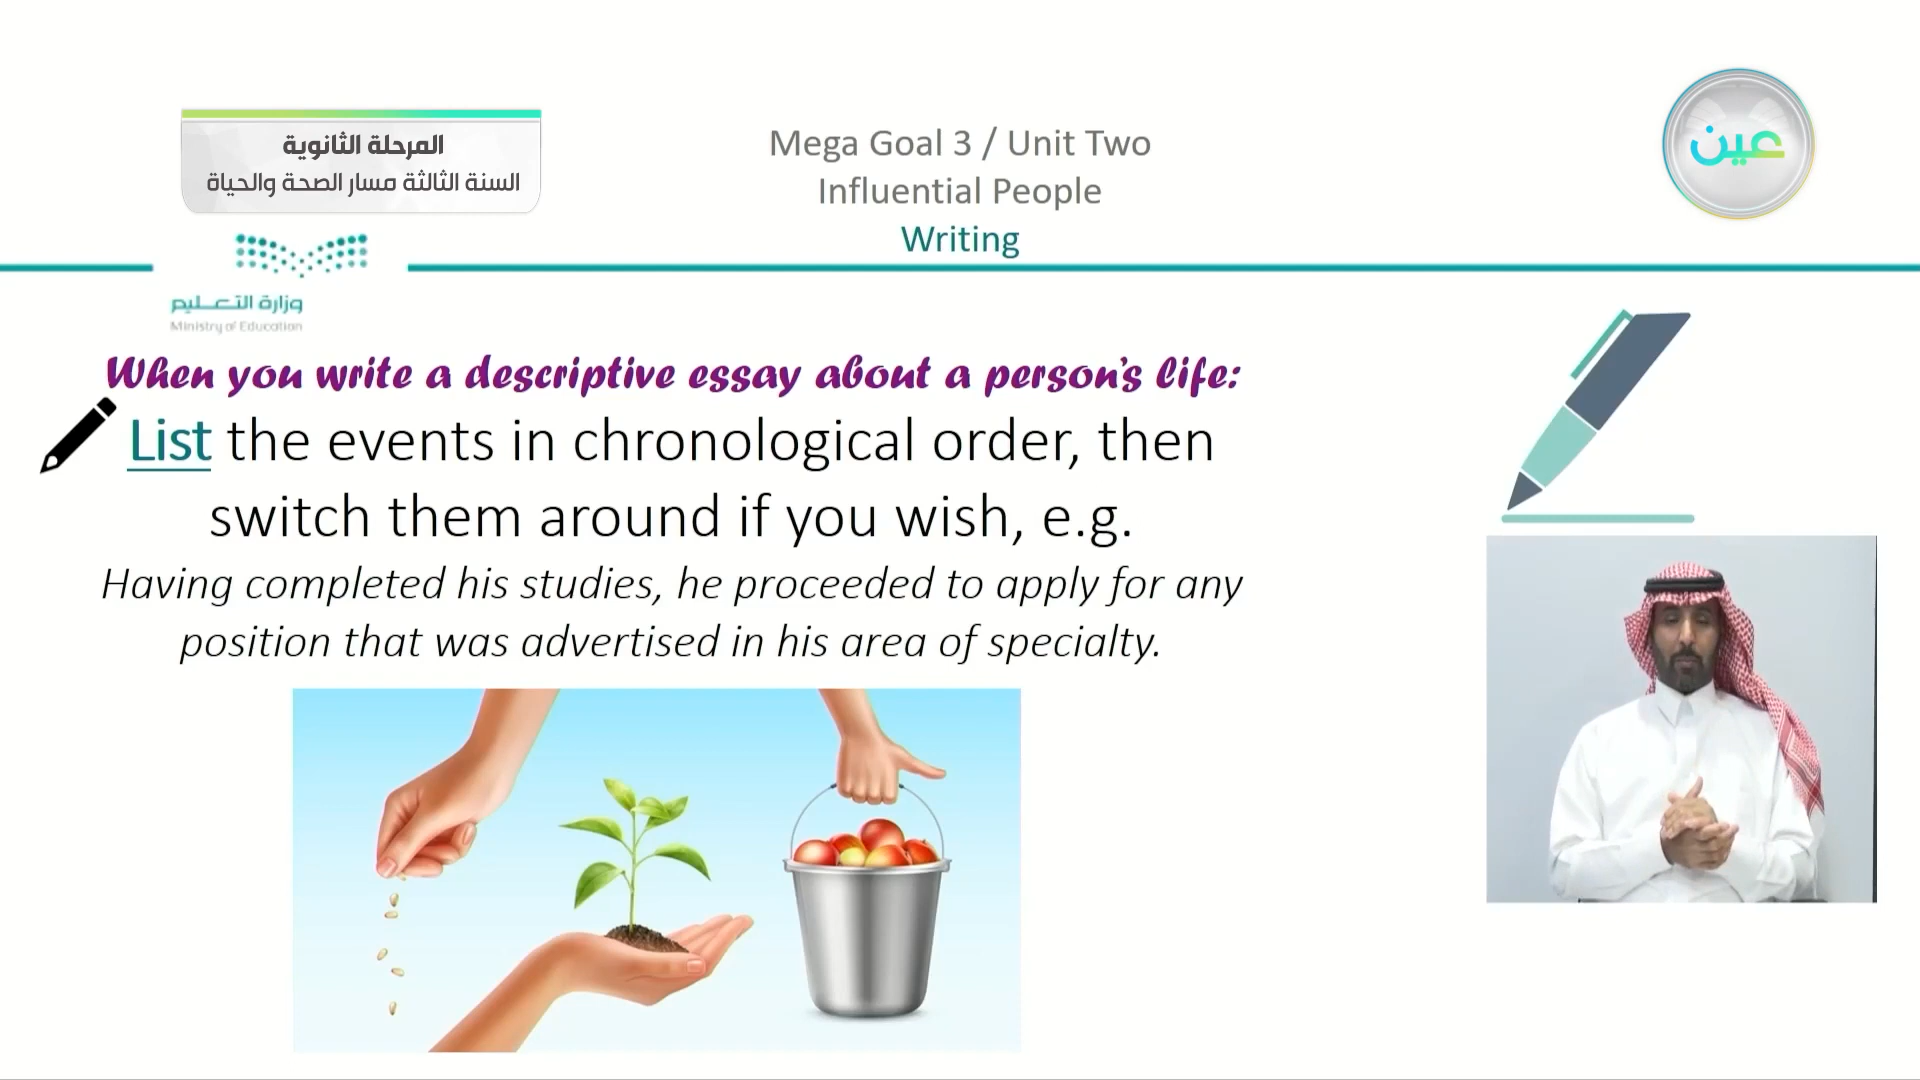 المرحلة الثانوية
السنة الثالثة مسار الصحة والحياة
Mega Goal 3 / Unit Two
Influential People
Writing
عين
وزارة التعليم
Ministry of Education
When you write a descriptive essay about a person's life:
List the events in chronological order, then
switch them around if you wish, e.g.
Having completed his studies, he proceeded to apply for any
position that was advertised in his area of specialty.